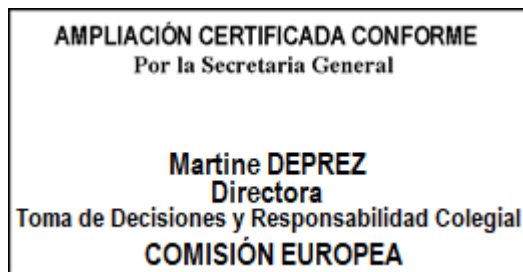 AMPLIACIÓN CERTIFICADA CONFORME
Por la Secretaria General
Martine DEPREZ
Directora
Toma de Decisiones y Responsabilidad Colegial
COMISIÓN EUROPEA